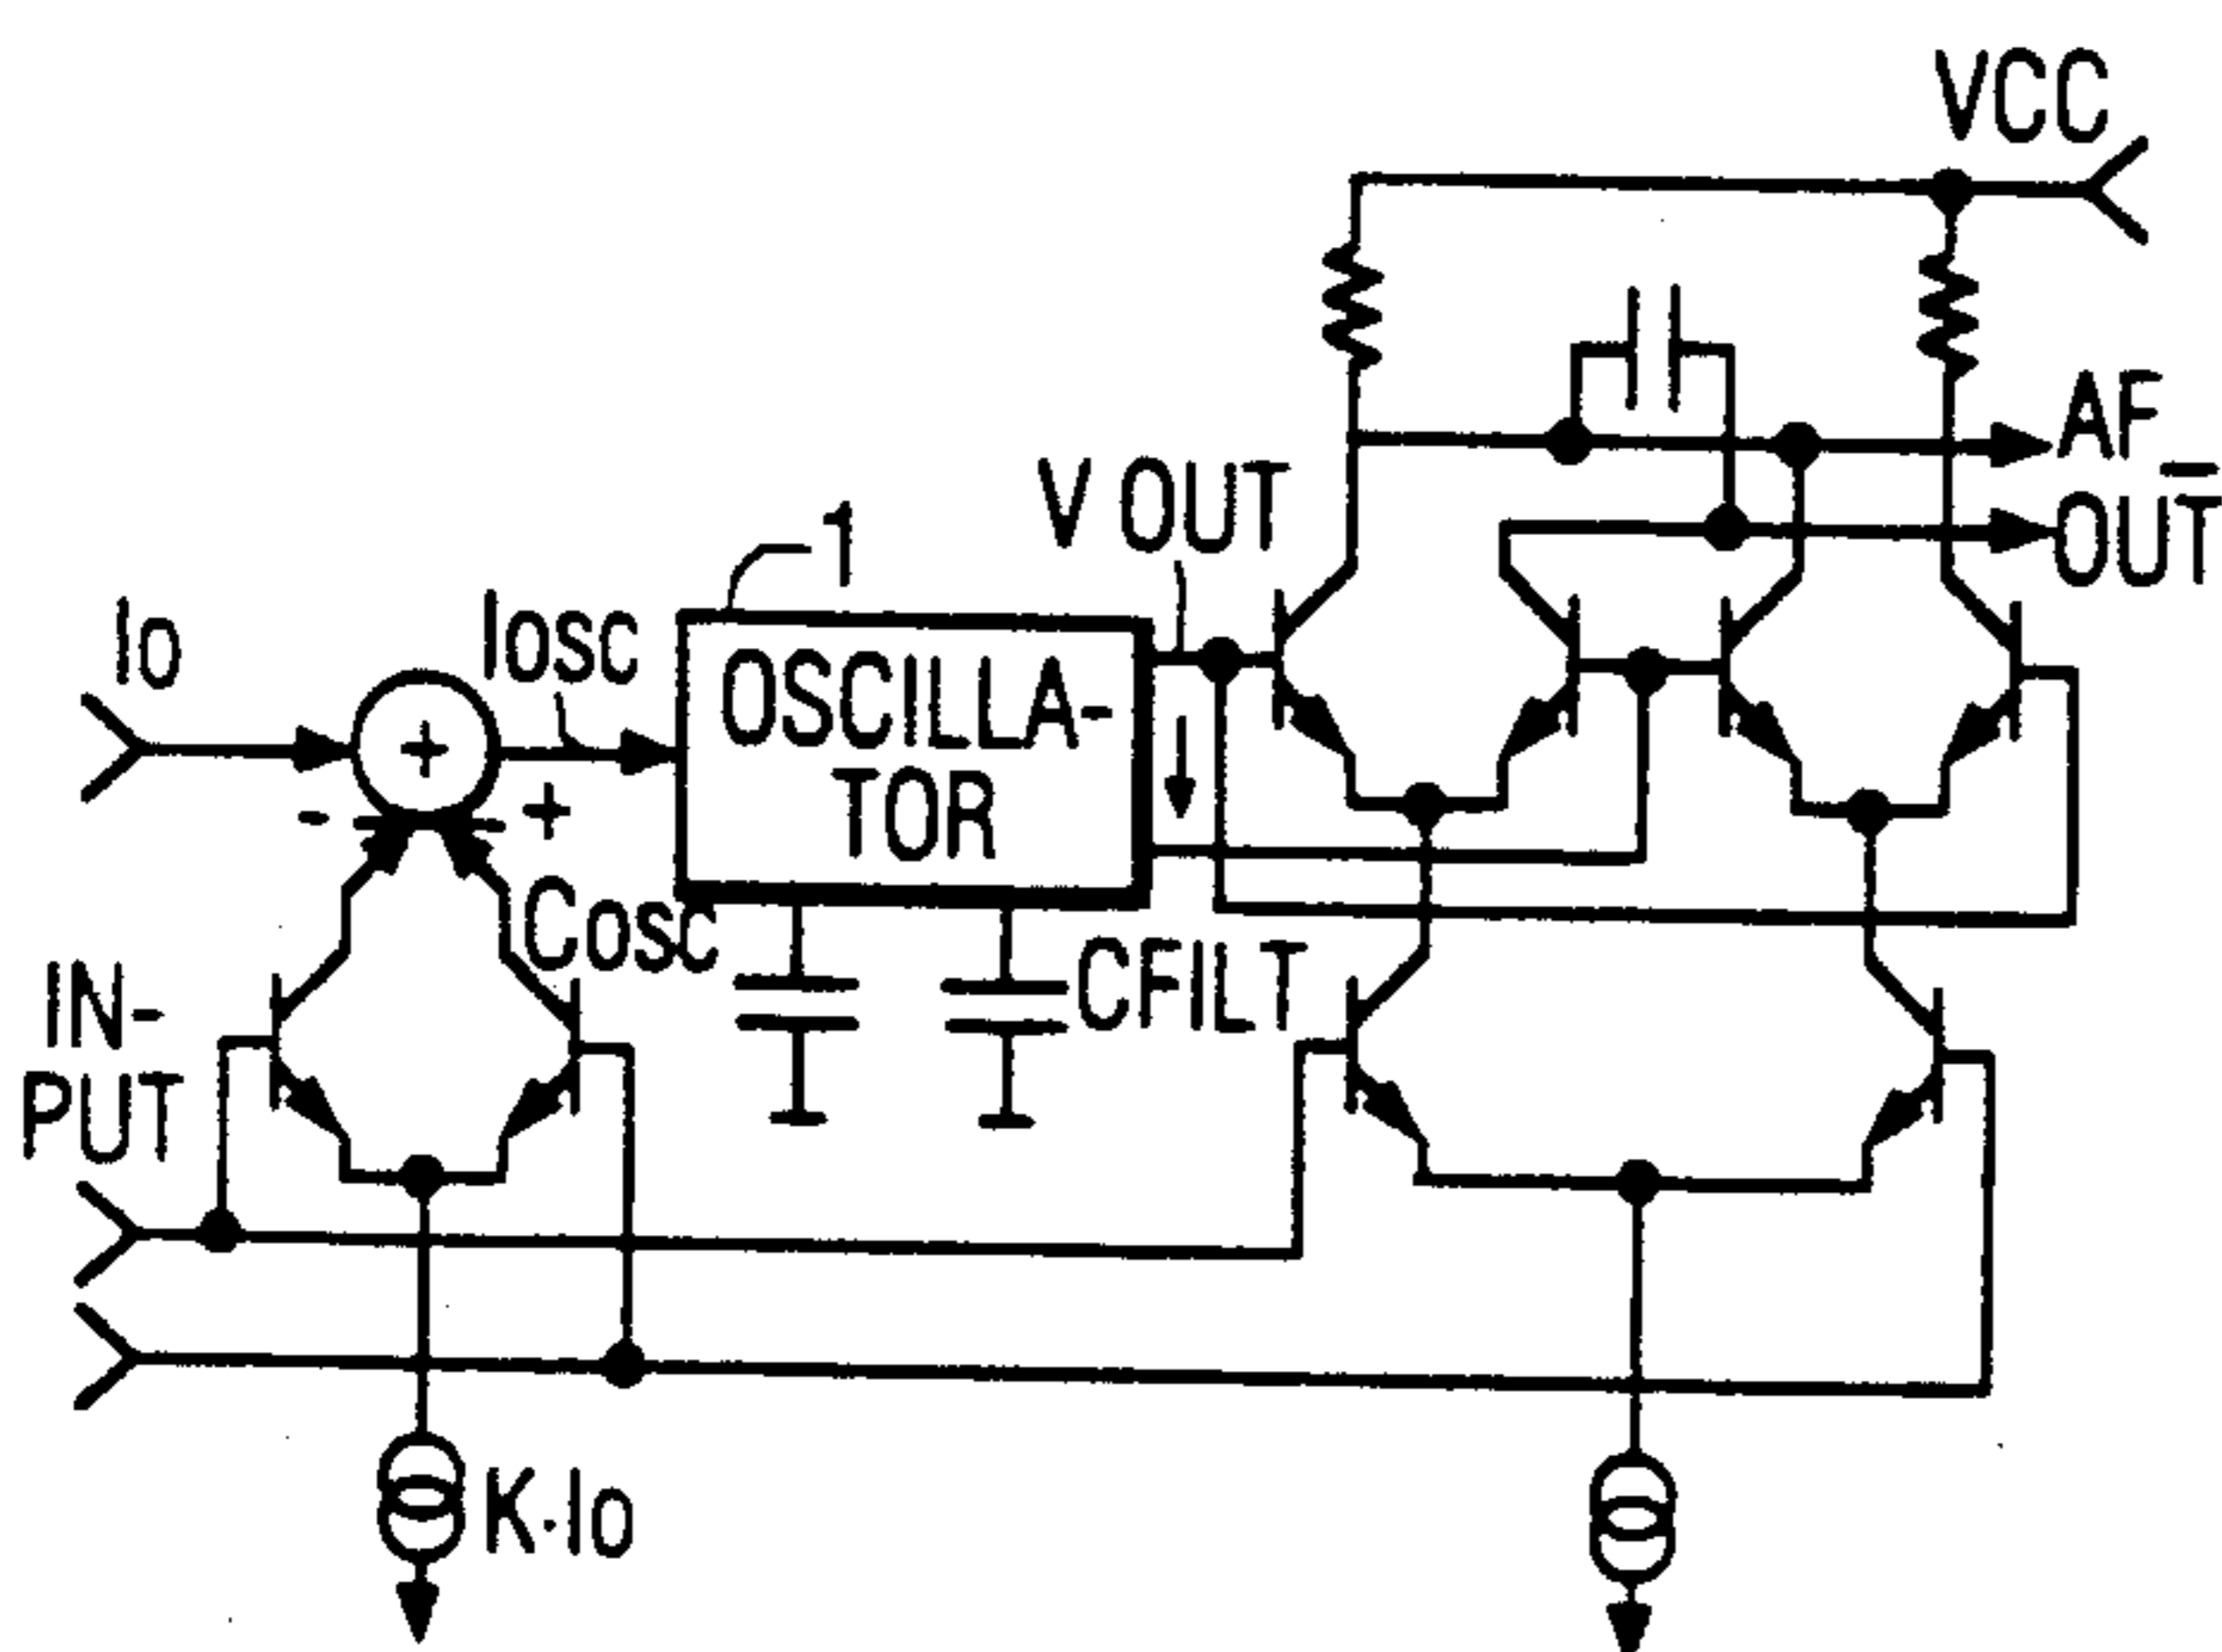 VCC
AF
OUT
V OUT
1
Io
Iosc
OSCILLA-
TOR
+
-
+
Cosc
CFILT
IN-
PUT
K·Io